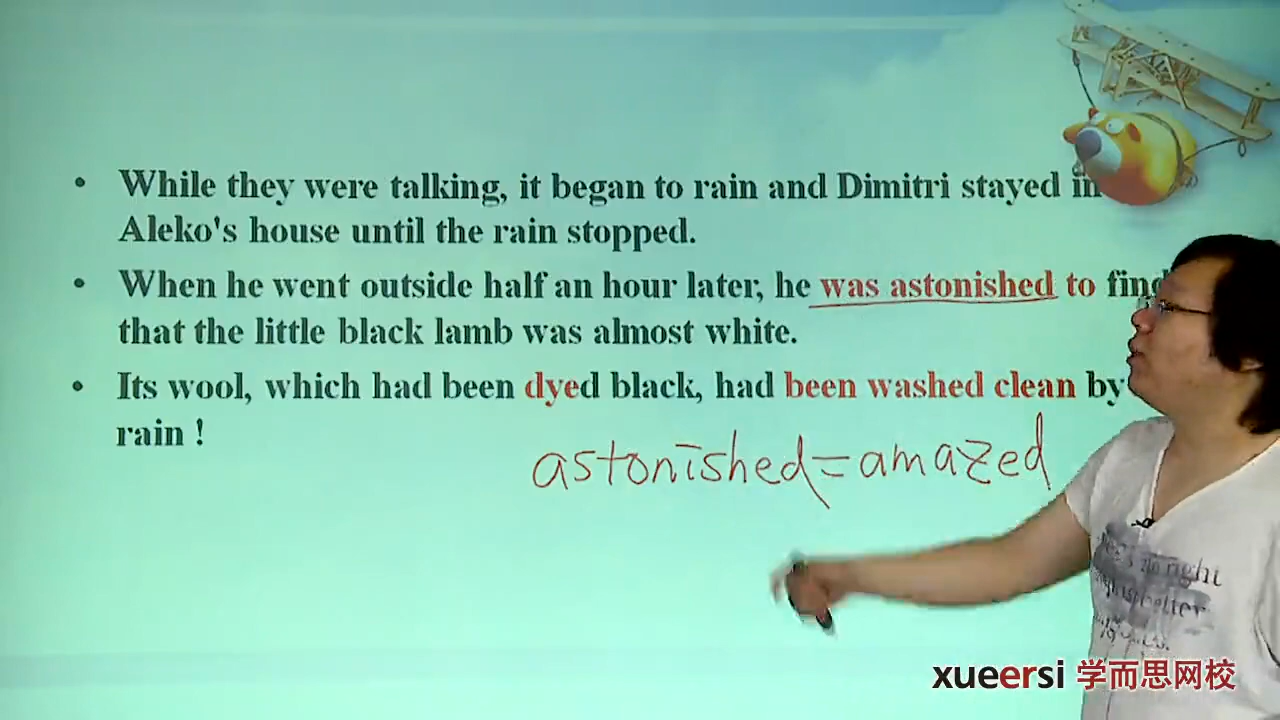 • While they were talking, it began to rain and Dimitri stayed in
Aleko's house until the rain stopped.
• When he went outside half an hour later, he was astonished to find
that the little black lamb was almost white.
• Its wool, which had been dyed black, had been washed clean by
rain !
astonished=amazed
right
xueersi 学而思网校